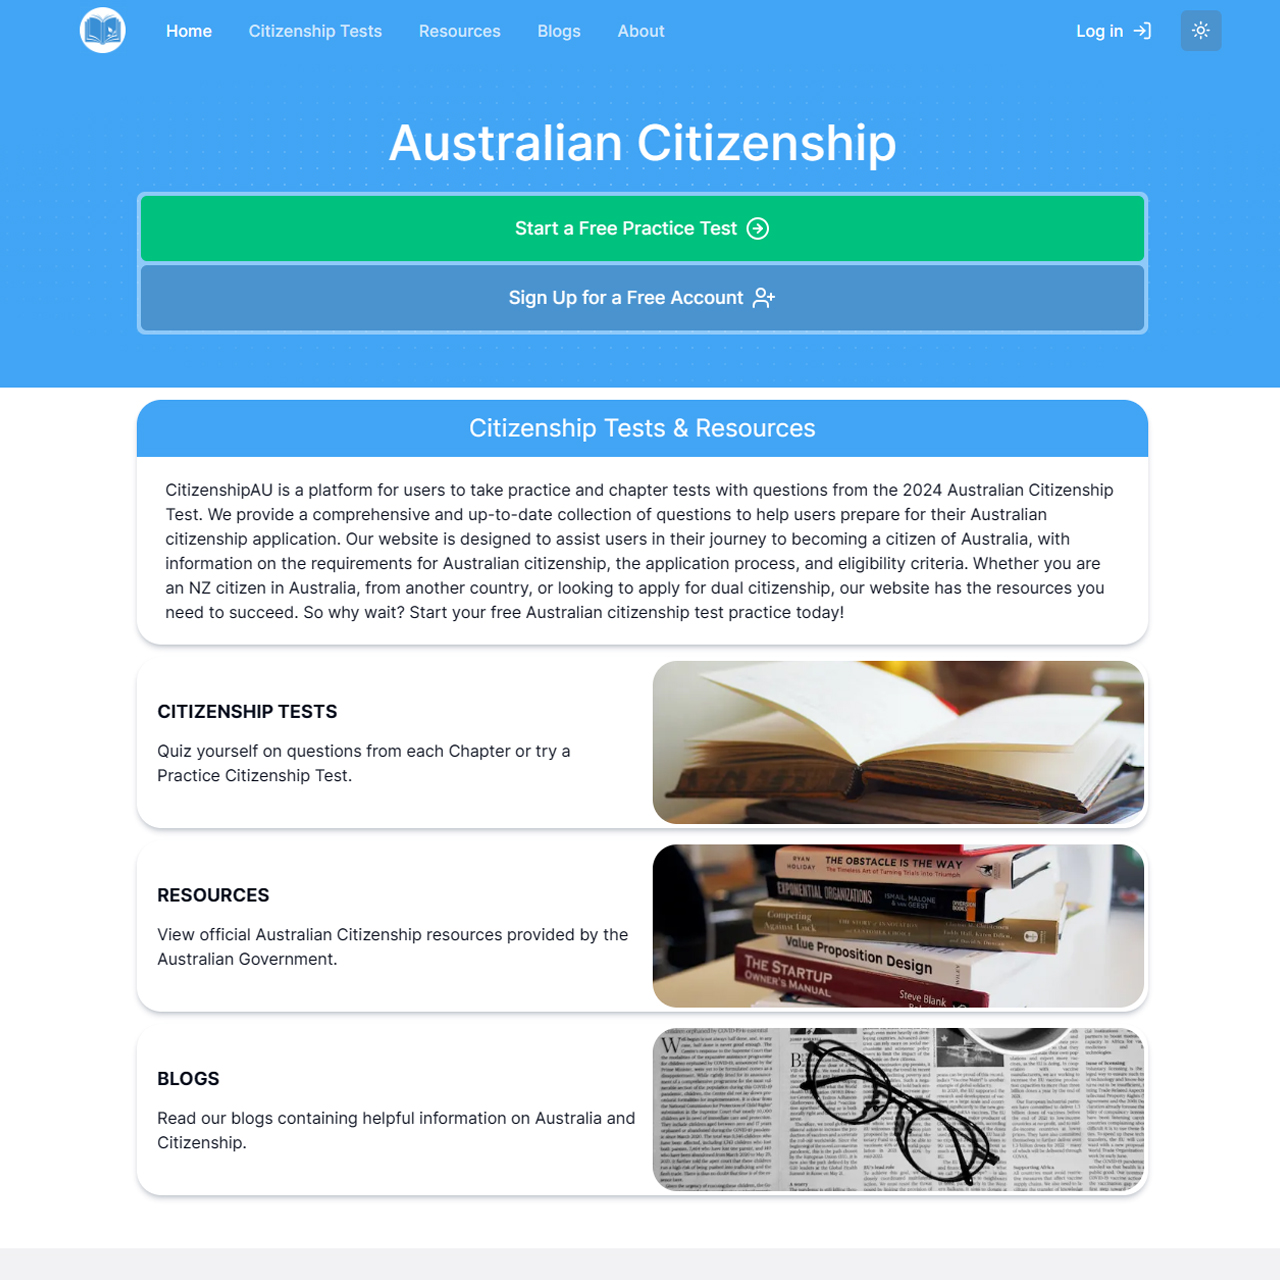 Home Citizenship Tests Resources Blogs About Log in
Australian Citizenship
Start a Free Practice Test
Sign Up for a Free Account
Citizenship Tests & Resources
CitizenshipAU is a platform for users to take practice and chapter tests with questions from the 2024 Australian Citizenship
Test. We provide a comprehensive and up-to-date collection of questions to help users prepare for their Australian
citizenship application. Our website is designed to assist users in their journey to becoming a citizen of Australia, with
information on the requirements for Australian citizenship, the application process, and eligibility criteria. Whether you are
an NZ citizen in Australia, from another country, or looking to apply for dual citizenship, our website has the resources you
need to succeed. So why wait? Start your free Australian citizenship test practice today!
CITIZENSHIP TESTS
Quiz yourself on questions from each Chapter or try a
Practice Citizenship Test.
RESOURCES
View official Australian Citizenship resources provided by the
Australian Government.
RYAN HOLIDAY THE OBSTACLE IS THE WAY
The Timeless Art of Turning Trials into Triumph
EXPONENTIAL ORGANIZATIONS ISMAIL, MALONE & VAN GEEST
Competing
Against Luck
Value Proposition Design WILEY
THE STARTUP
OWNER'S MANUAL
Steve Blank
BLOGS
Read our blogs containing helpful information on Australia and
Citizenship.